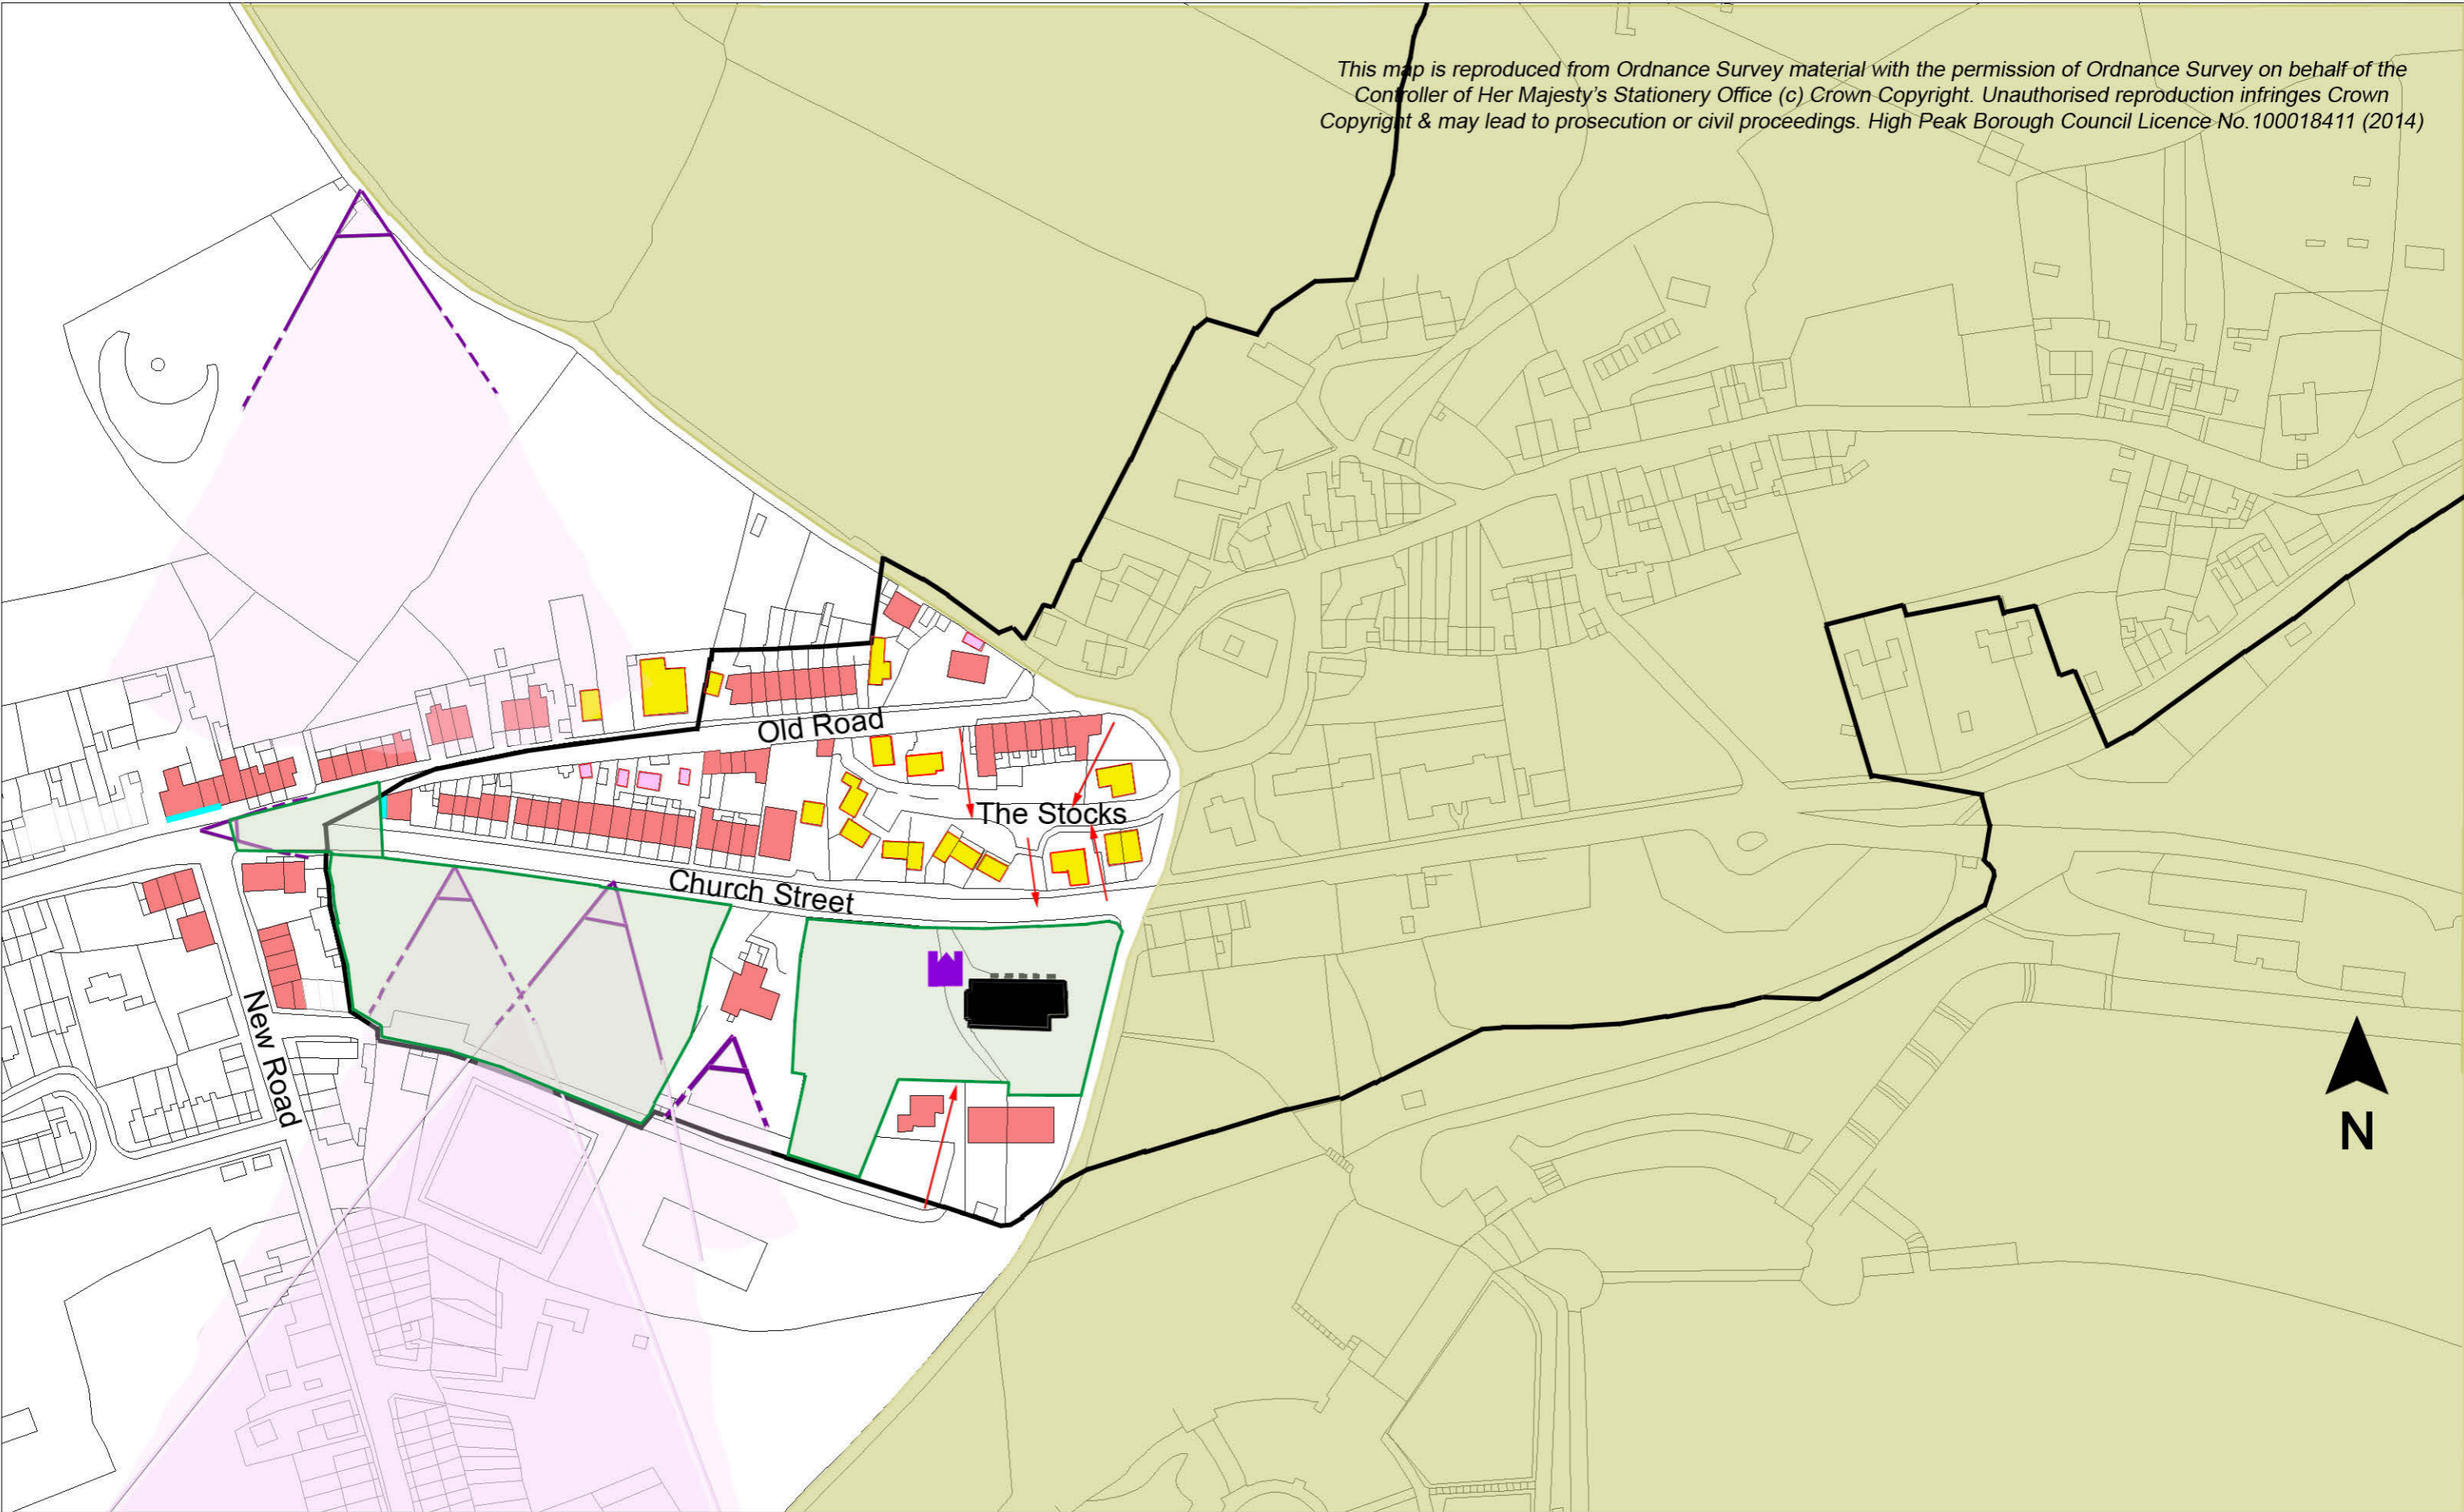 This map is reproduced from Ordnance Survey material with the permission of Ordnance Survey on behalf of the
Controller of Her Majesty's Stationery Office (c) Crown Copyright. Unauthorised reproduction infringes Crown
Copyright & may lead to prosecution or civil proceedings. High Peak Borough Council Licence No.100018411 (2014)
Old Road
The Stocks
Church Street
New Road
N